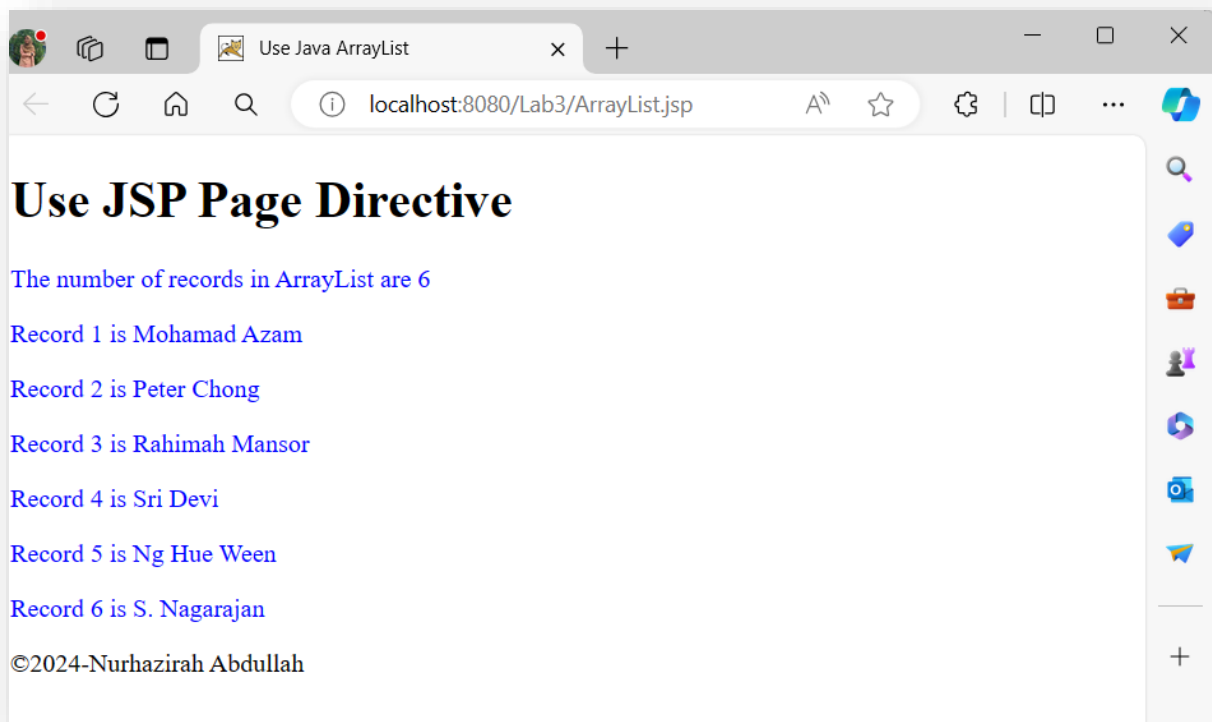 Use Java ArrayList
localhost:8080/Lab3/ArrayList.jsp
Use JSP Page Directive
The number of records in ArrayList are 6
Record 1 is Mohamad Azam
Record 2 is Peter Chong
Record 3 is Rahimah Mansor
Record 4 is Sri Devi
Record 5 is Ng Hue Ween
Record 6 is S. Nagarajan
©2024-Nurhazirah Abdullah